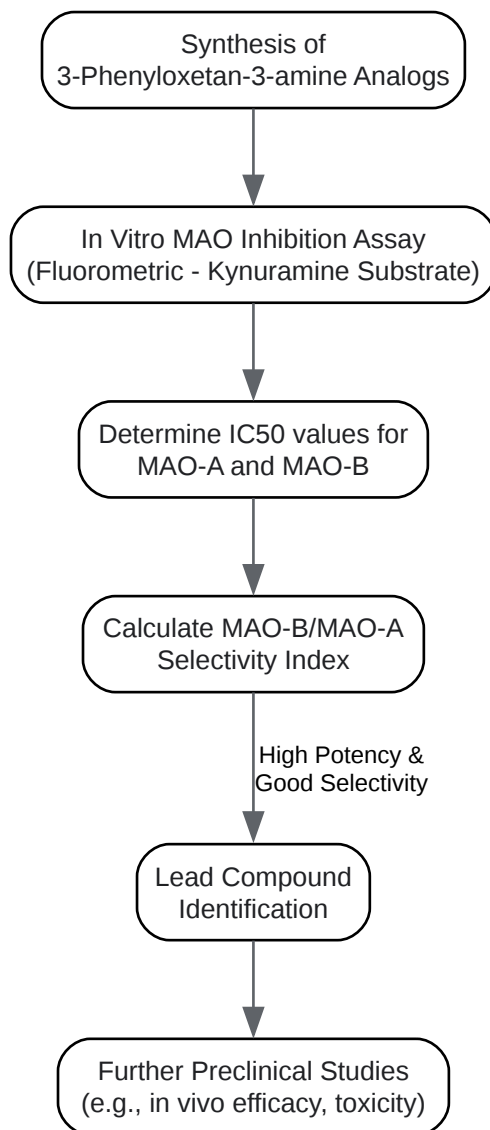 Synthesis of
3-Phenyloxetan-3-amine Analogs
In Vitro MAO Inhibition Assay
(Fluorometric - Kynuramine Substrate)
Determine IC50 values for
MAO-A and MAO-B
Calculate MAO-B/MAO-A
Selectivity Index
High Potency &
Good Selectivity
Lead Compound
Identification
Further Preclinical Studies
(e.g., in vivo efficacy, toxicity)